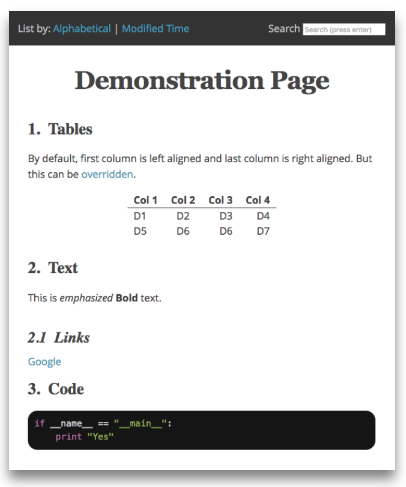 List by: Alphabetical | Modified Time Search Search (press enter)
Demonstration Page
1. Tables
By default, first column is left aligned and last column is right aligned. But
this can be overridden.
Col 1 Col 2 Col 3 Col 4
D1 D2 D3 D4
D5 D6 D6 D7
2. Text
This is emphasized Bold text.
2.1 Links
Google
3. Code
if __name__ == "__main__":
    print "Yes"